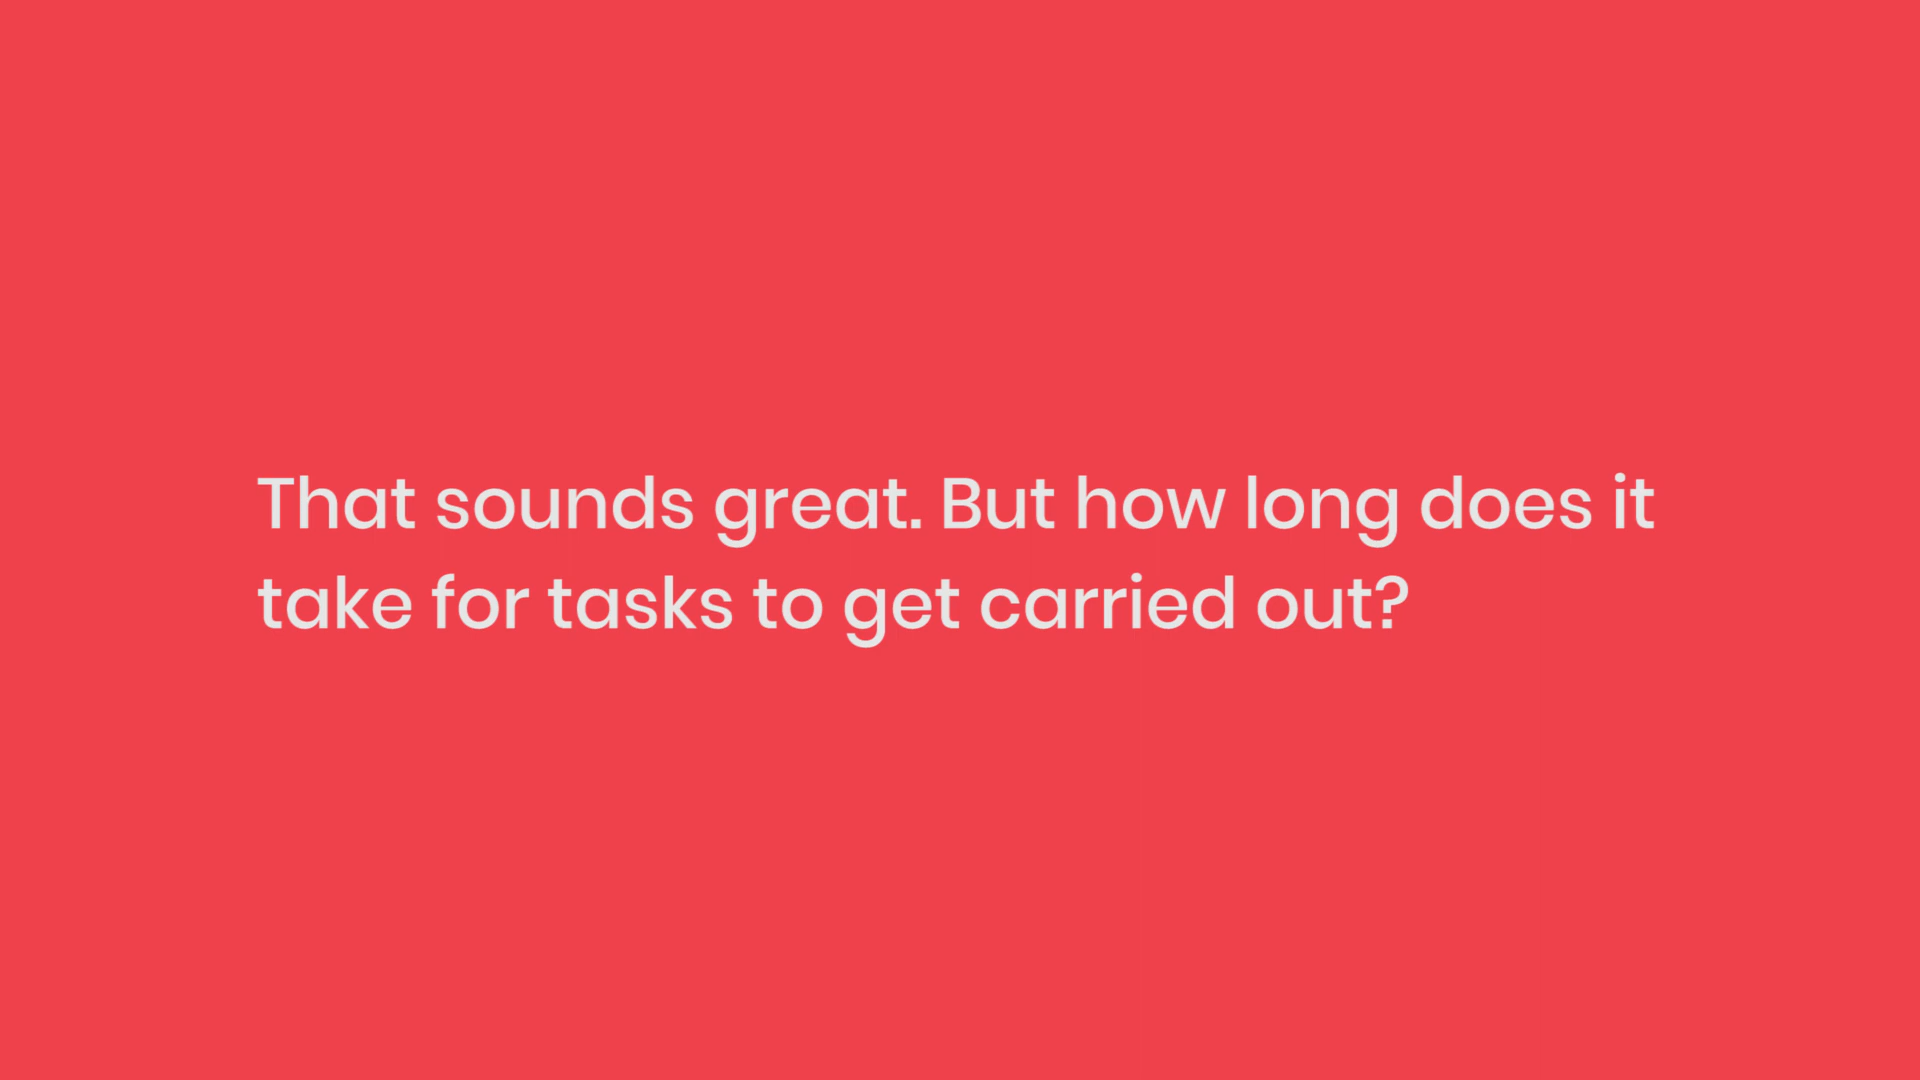 That sounds great. But how long does it
take for tasks to get carried out?